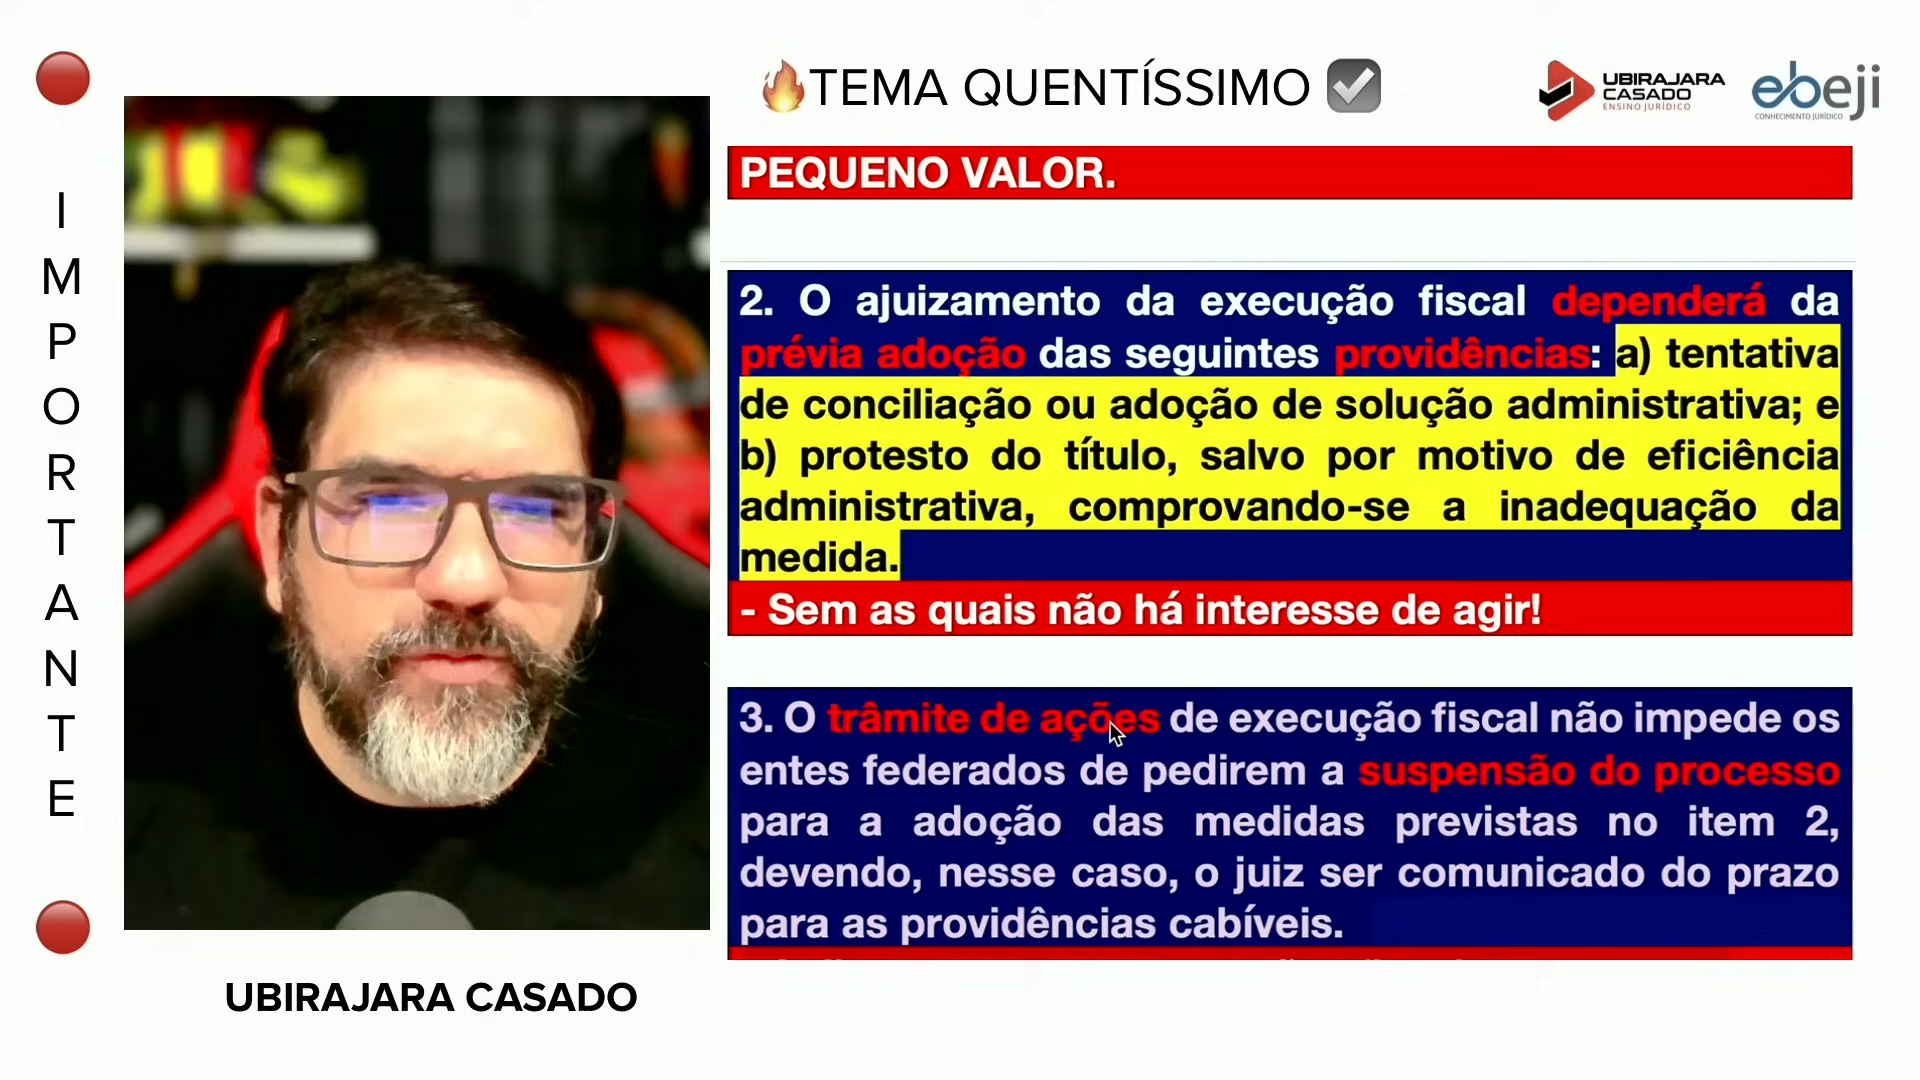 TEMA QUENTÍSSIMO
UBIRAJARA
CASADO
ENSINO JURÍDICO
ebeji
CONHECIMENTO JURÍDICO
IMPORTANTE
PEQUENO VALOR.
2. O ajuizamento da execução fiscal dependerá da
prévia adoção das seguintes providências: a) tentativa
de conciliação ou adoção de solução administrativa; e
b) protesto do título, salvo por motivo de eficiência
administrativa, comprovando-se a inadequação da
medida.
- Sem as quais não há interesse de agir!
3. O trâmite de ações de execução fiscal não impede os
entes federados de pedirem a suspensão do processo
para a adoção das medidas previstas no item 2,
devendo, nesse caso, o juiz ser comunicado do prazo
para as providências cabíveis.
UBIRAJARA CASADO